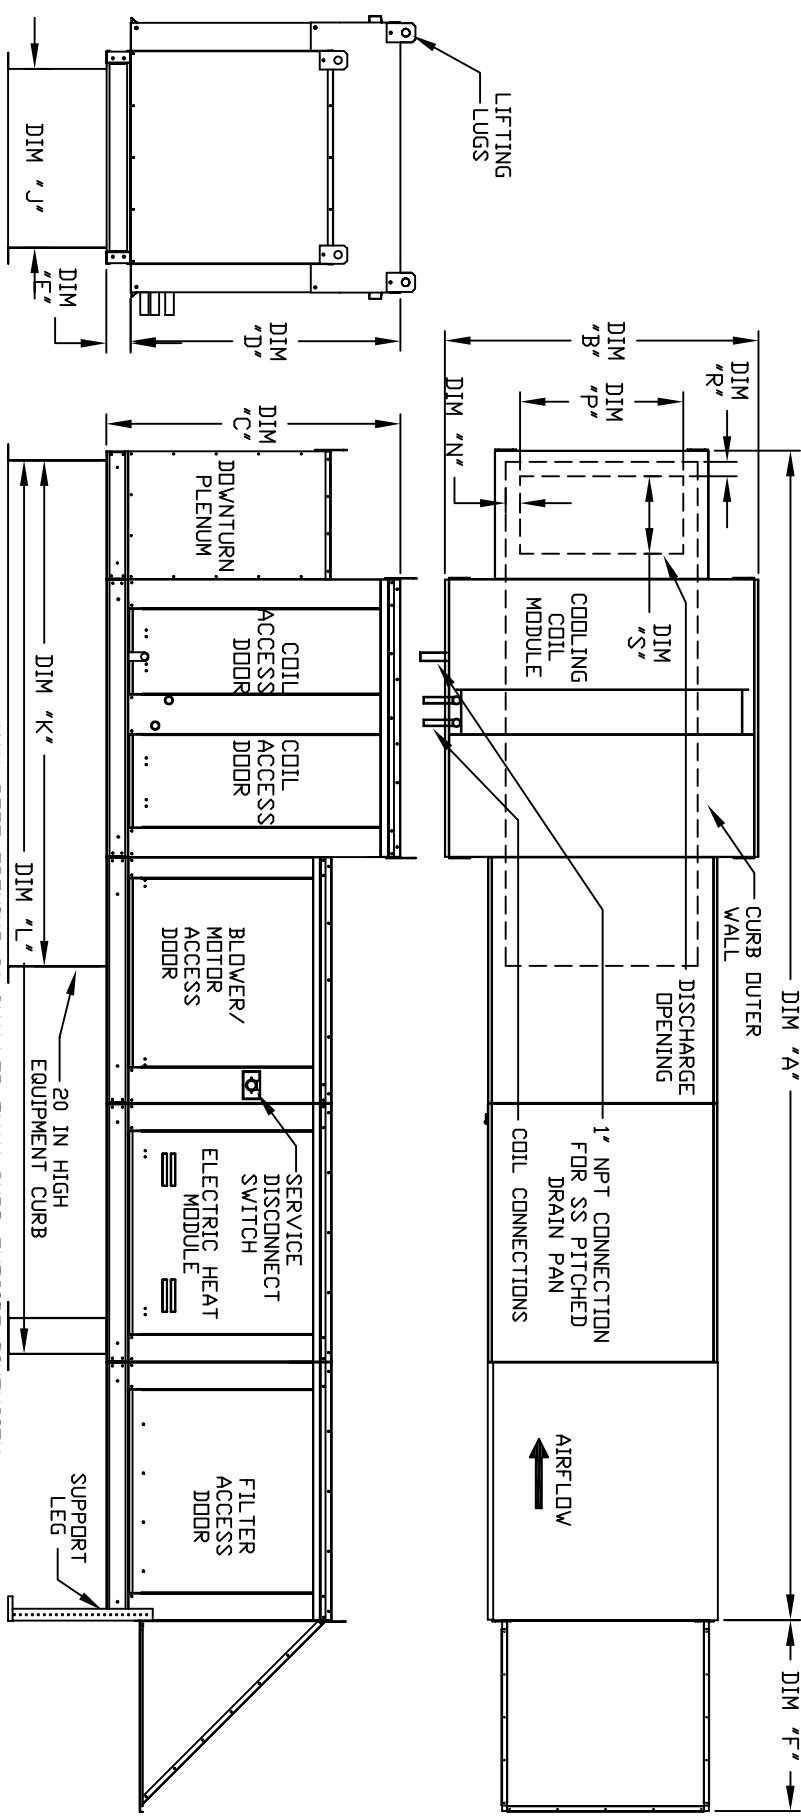 DIM "A"
DIM "F"
DIM
"R"
CURB OUTER
WALL
DISCHARGE
OPENING
DIM
"B"
DIM
"P"
DIM "N"
DIM
"S"
COOLING
COIL
MODULE
1" NPT CONNECTION
FOR SS PITCHED
DRAIN PAN
COIL CONNECTIONS
AIRFLOW
LIFTING
LUGS
DIM
"D"
DIM
"C"
DIM
"E"
DIM "J"
DOWNTURN
PLENUM
COIL
ACCESS
DOOR
COIL
ACCESS
DOOR
BLOWER/
MOTOR
ACCESS
DOOR
SERVICE
DISCONNECT
SWITCH
ELECTRIC HEAT
MODULE
FILTER
ACCESS
DOOR
SUPPORT
LEG
DIM "K"
20 IN HIGH
EQUIPMENT CURB
DIM "L"